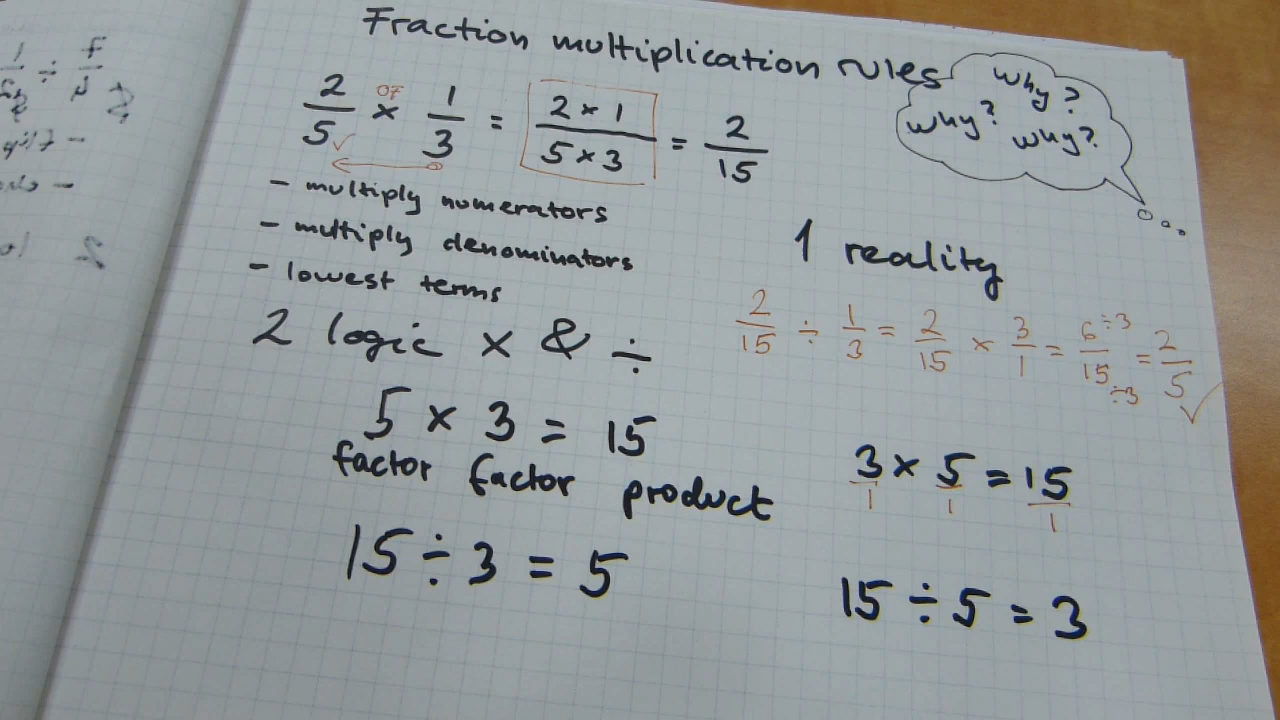 Fraction multiplication rules
why?
why? why?
2/5 × 1/3 = 2 × 1/5 × 3 = 2/15
of
- multiply numerators
- multiply denominators
- lowest terms
1 reality
2/15 ÷ 1/3 = 2/15 × 3/1 = 6÷3/15÷3 = 2/5 ✓
2 logic × & ÷
5 × 3 = 15
factor factor product
15 ÷ 3 = 5
3/1 × 5/1 = 15/1
15 ÷ 5 = 3